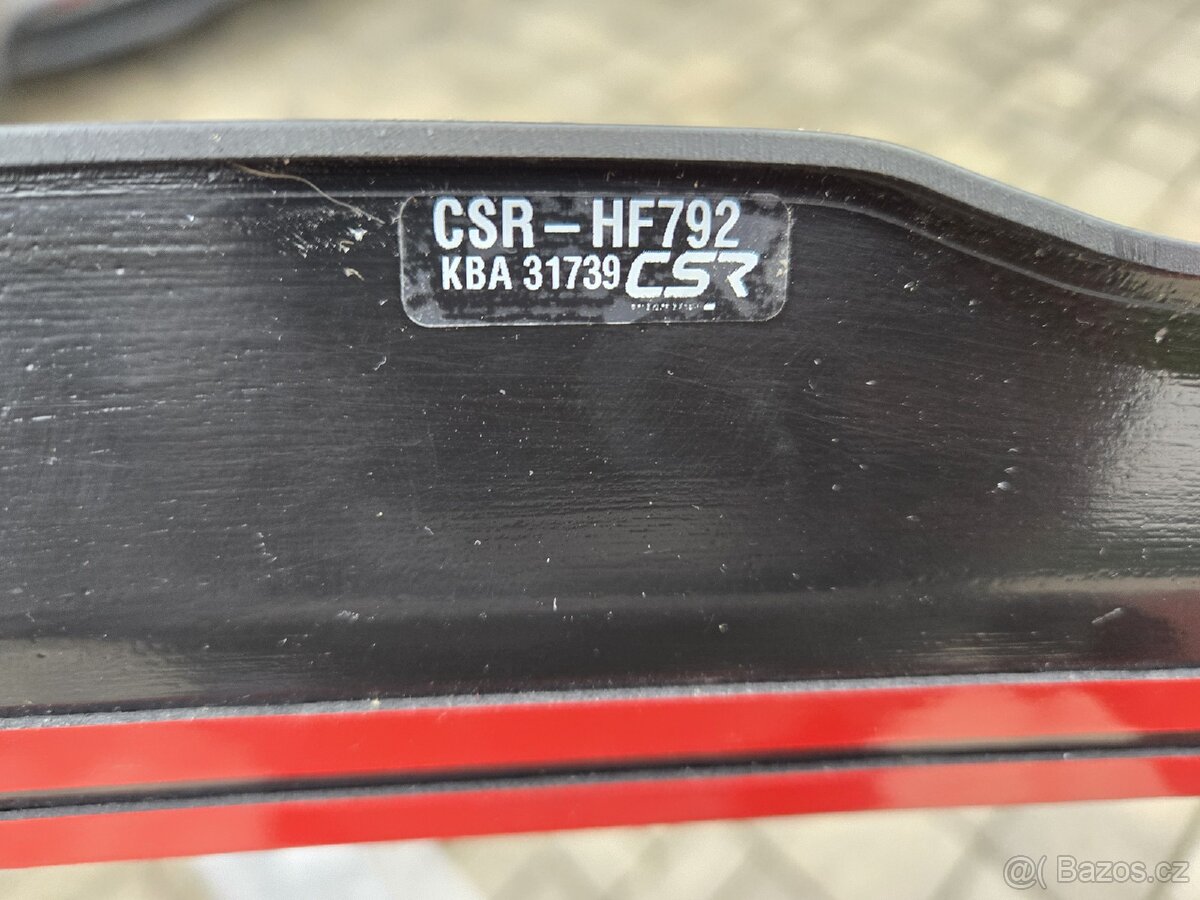 CSR – HF792
KBA 31739 CSR
@( Bazos.cz